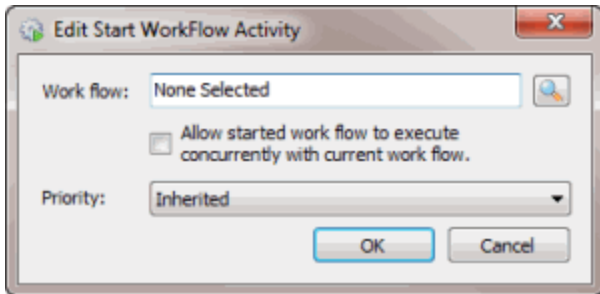 Edit Start WorkFlow Activity
Work flow: None Selected
Allow started work flow to execute
concurrently with current work flow.
Priority: Inherited
OK Cancel